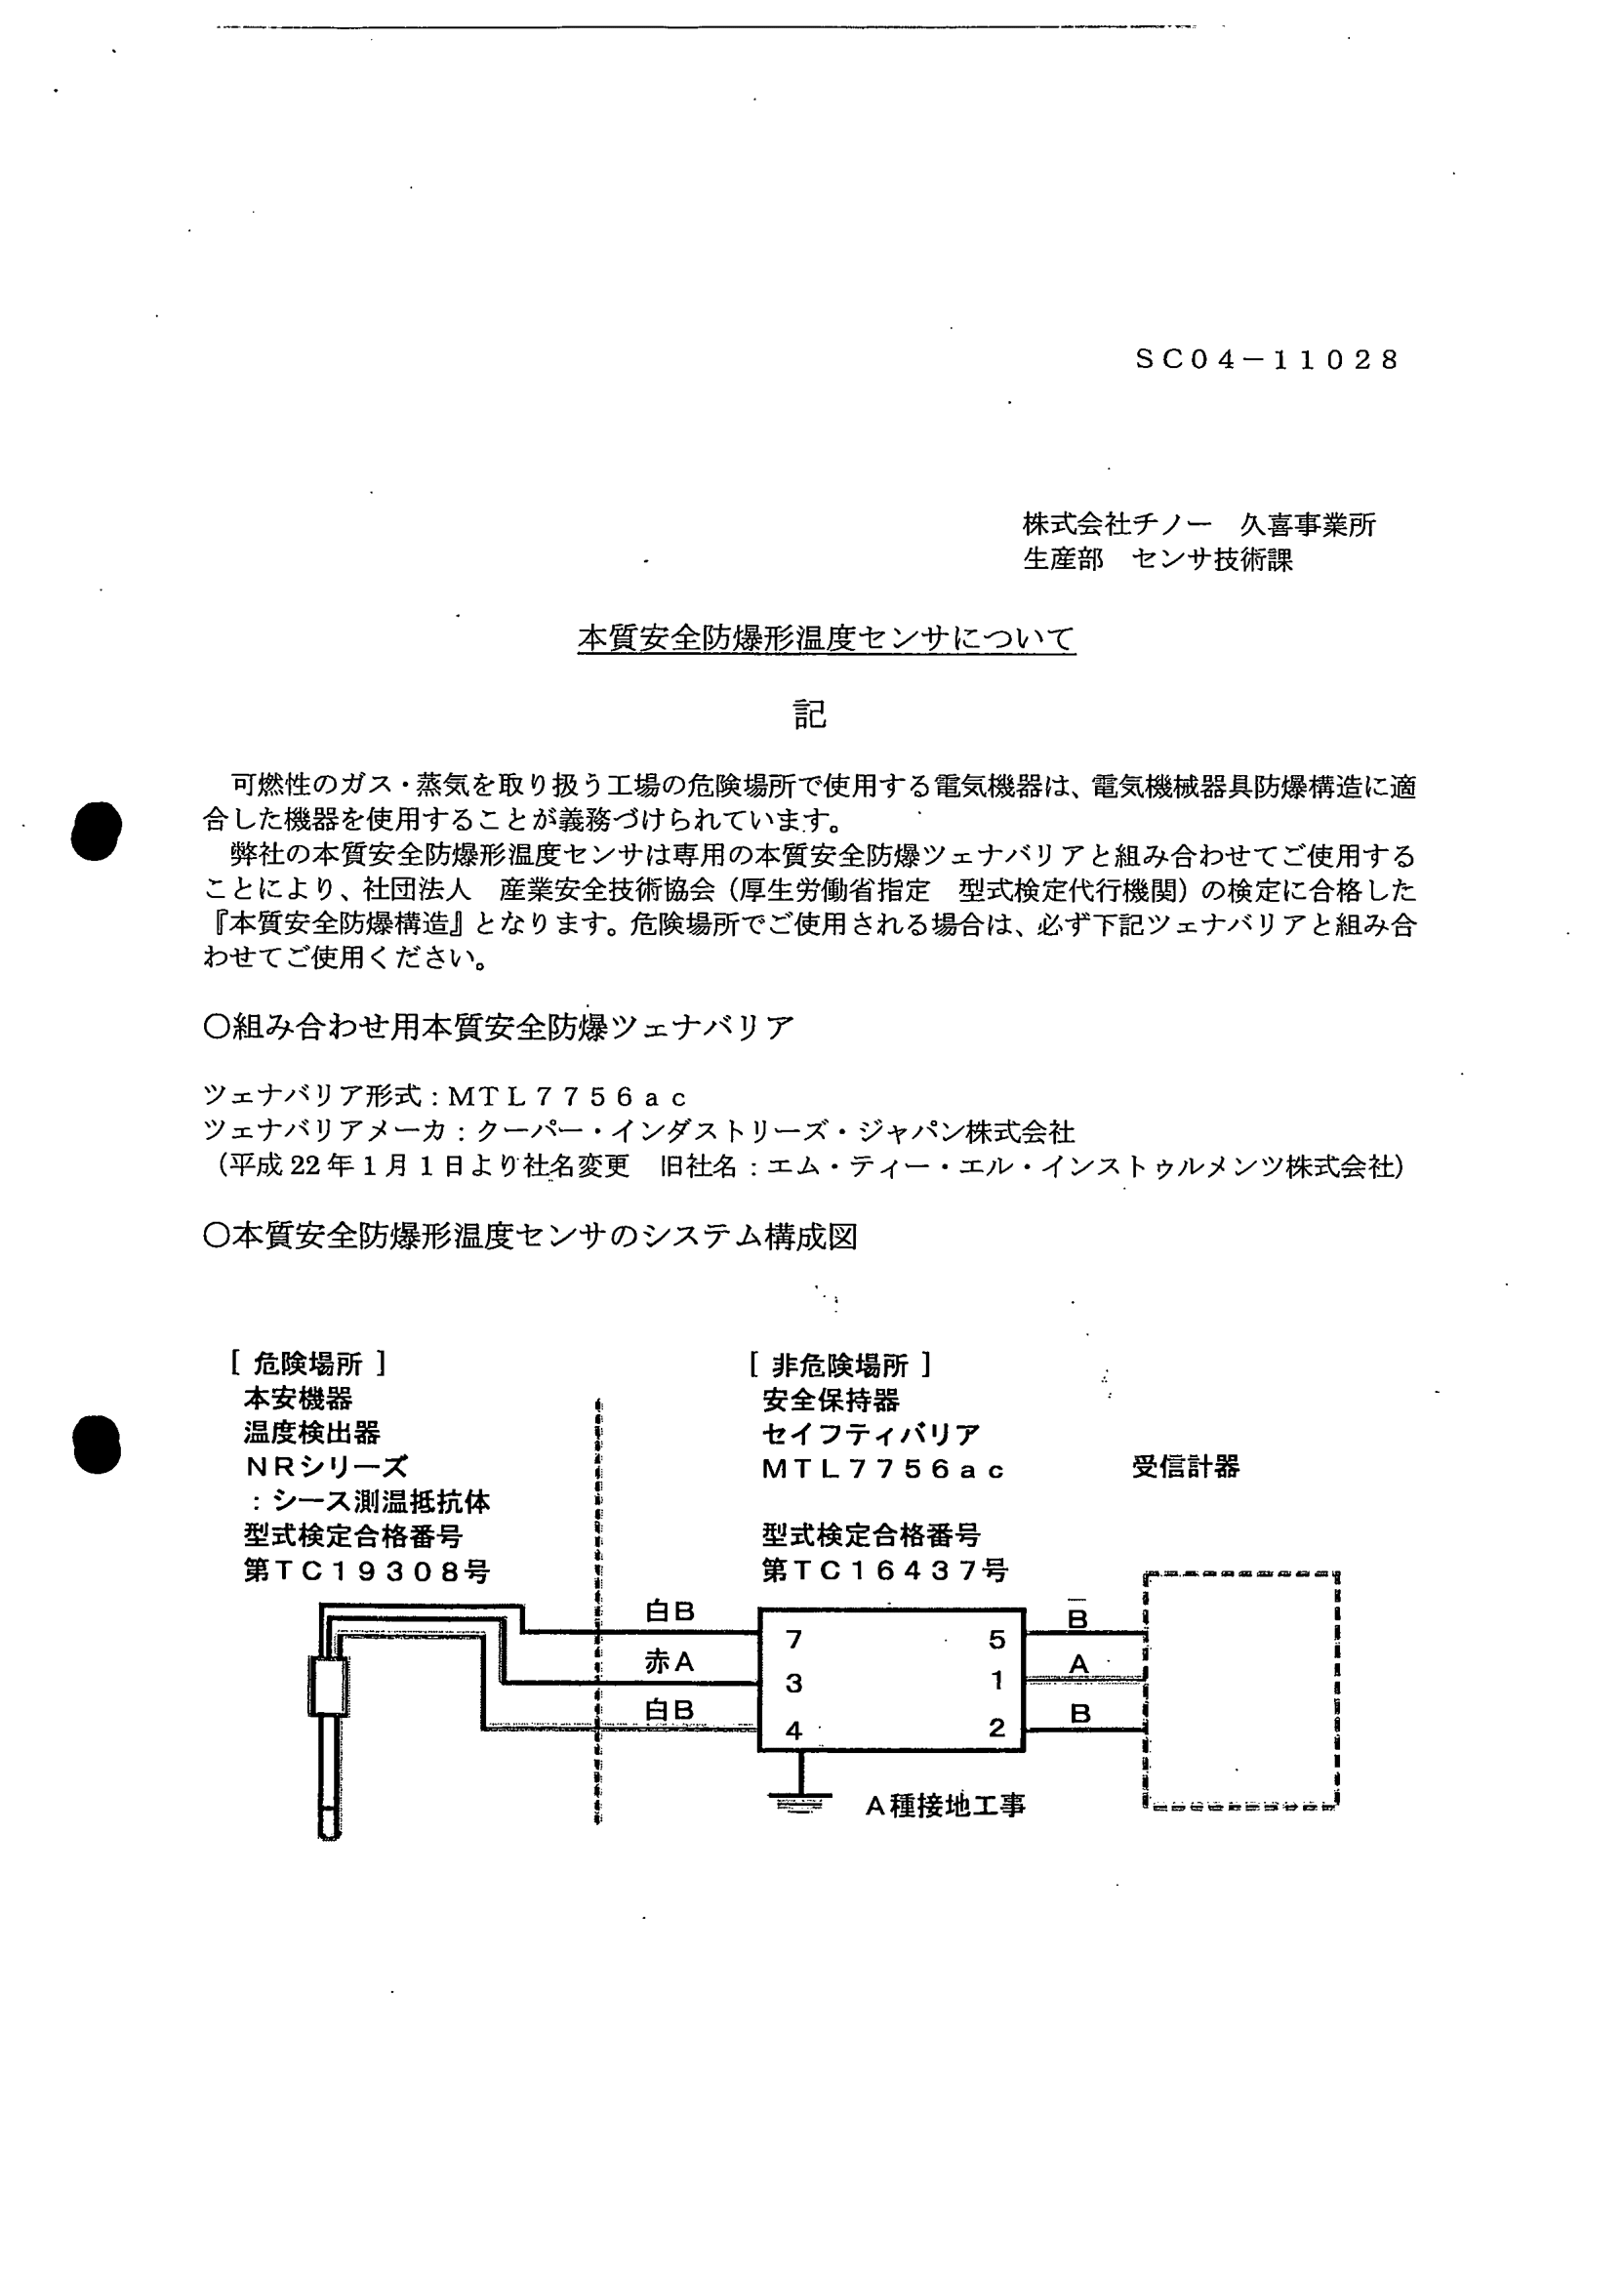 SC04-11028
株式会社チノー　久喜事業所
生産部　センサ技術課
本質安全防爆形温度センサについて
記
可燃性のガス・蒸気を取り扱う工場の危険場所で使用する電気機器は、電気機械器具防爆構造に適
合した機器を使用することが義務づけられています。
弊社の本質安全防爆形温度センサは専用の本質安全防爆ツェナバリアと組み合わせてご使用する
ことにより、社団法人　産業安全技術協会（厚生労働省指定　型式検定代行機関）の検定に合格した
『本質安全防爆構造』となります。危険場所でご使用される場合は、必ず下記ツェナバリアと組み合
わせてご使用ください。
〇組み合わせ用本質安全防爆ツェナバリア
ツェナバリア形式：MTL7756ac
ツェナバリアメーカ：クーパー・インダストリーズ・ジャパン株式会社
（平成22年1月1日より社名変更　旧社名：エム・ティー・エル・インストゥルメンツ株式会社）
〇本質安全防爆形温度センサのシステム構成図
[ 危険場所 ]
本安機器
温度検出器
NRシリーズ
：シース測温抵抗体
型式検定合格番号
第TC19308号
[ 非危険場所 ]
安全保持器
セイフティバリア
MTL7756ac
型式検定合格番号
第TC16437号
受信計器
白B
赤A
白B
7
3
4
5
1
2
B
A
B
A種接地工事